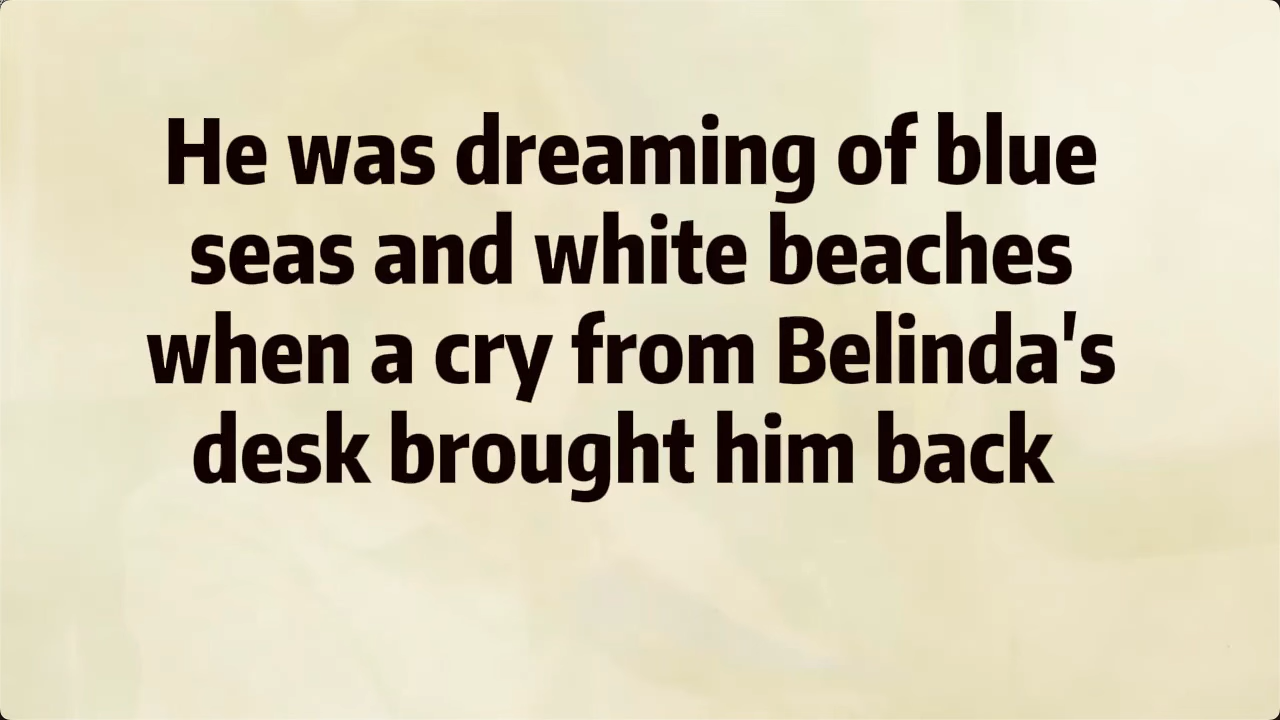 He was dreaming of blue
seas and white beaches
when a cry from Belinda's
desk brought him back